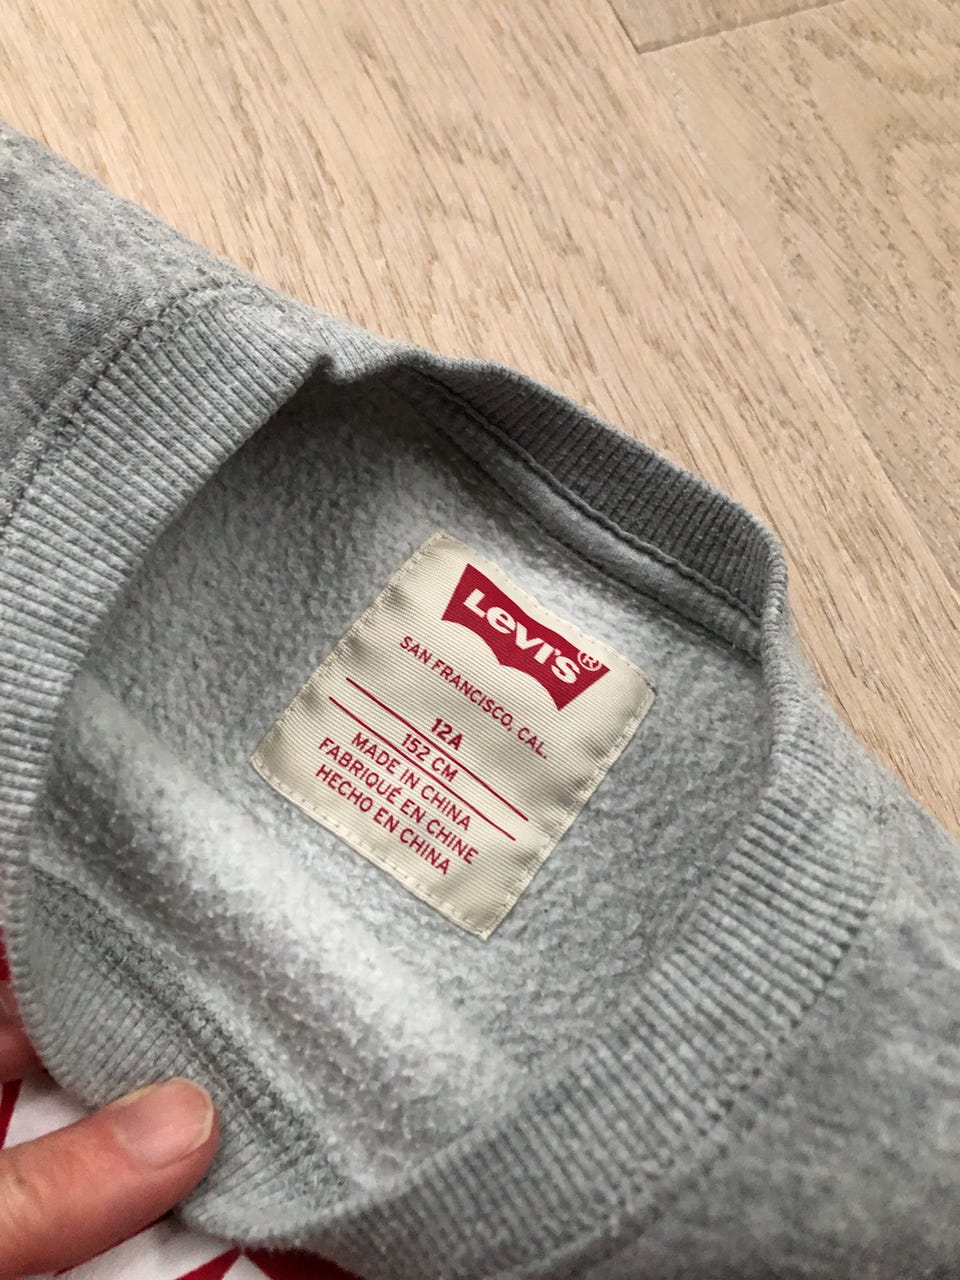 Levi's®
SAN FRANCISCO, CAL.
12A
152 CM
MADE IN CHINA
FABRIQUÉ EN CHINE
HECHO EN CHINA